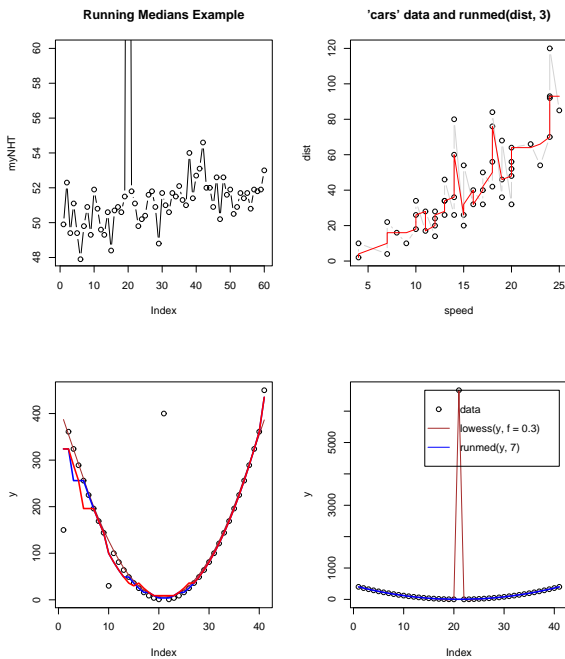 Running Medians Example
myNHT
48 50 52 54 56 58 60
0 10 20 30 40 50 60
Index
'cars' data and runmed(dist, 3)
dist
0 20 40 60 80 100 120
5 10 15 20 25
speed
y
0 100 200 300 400
0 10 20 30 40
Index
y
0 1000 3000 5000
data
lowess(y, f = 0.3)
runmed(y, 7)
0 10 20 30 40
Index